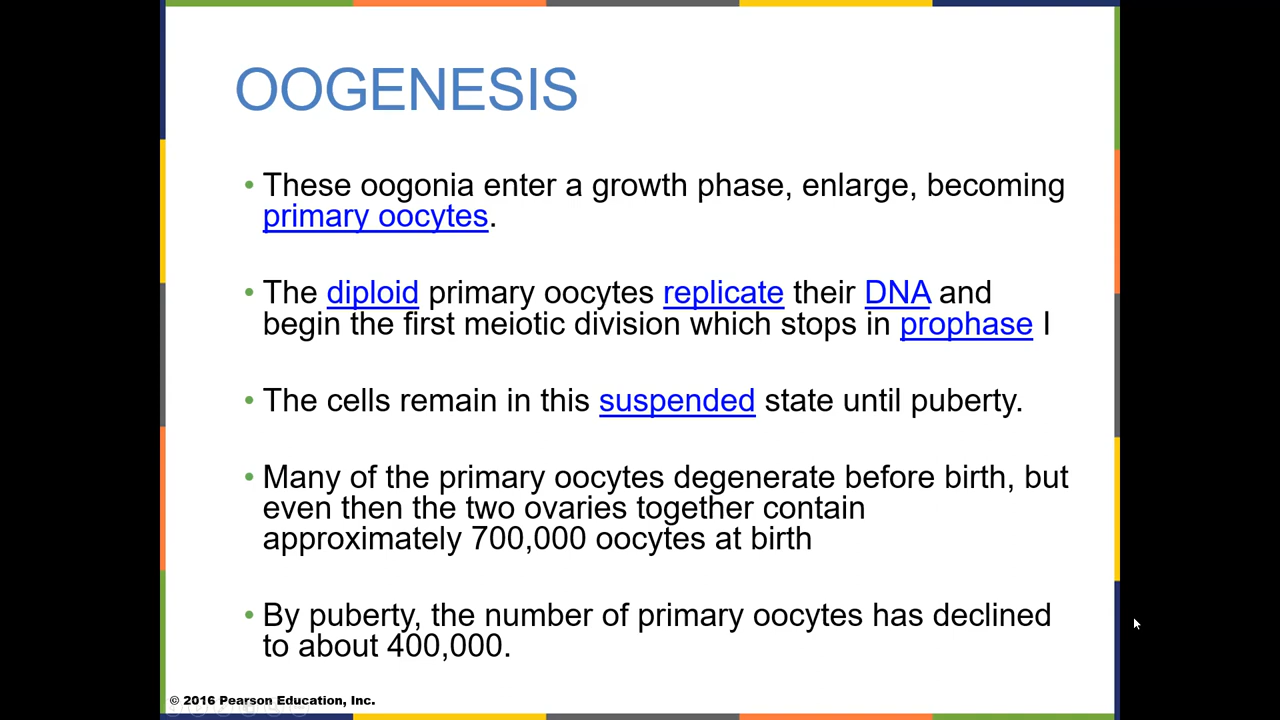 OOGENESIS
• These oogonia enter a growth phase, enlarge, becoming
primary oocytes.
• The diploid primary oocytes replicate their DNA and
begin the first meiotic division which stops in prophase I
• The cells remain in this suspended state until puberty.
• Many of the primary oocytes degenerate before birth, but
even then the two ovaries together contain
approximately 700,000 oocytes at birth
• By puberty, the number of primary oocytes has declined
to about 400,000.
© 2016 Pearson Education, Inc.